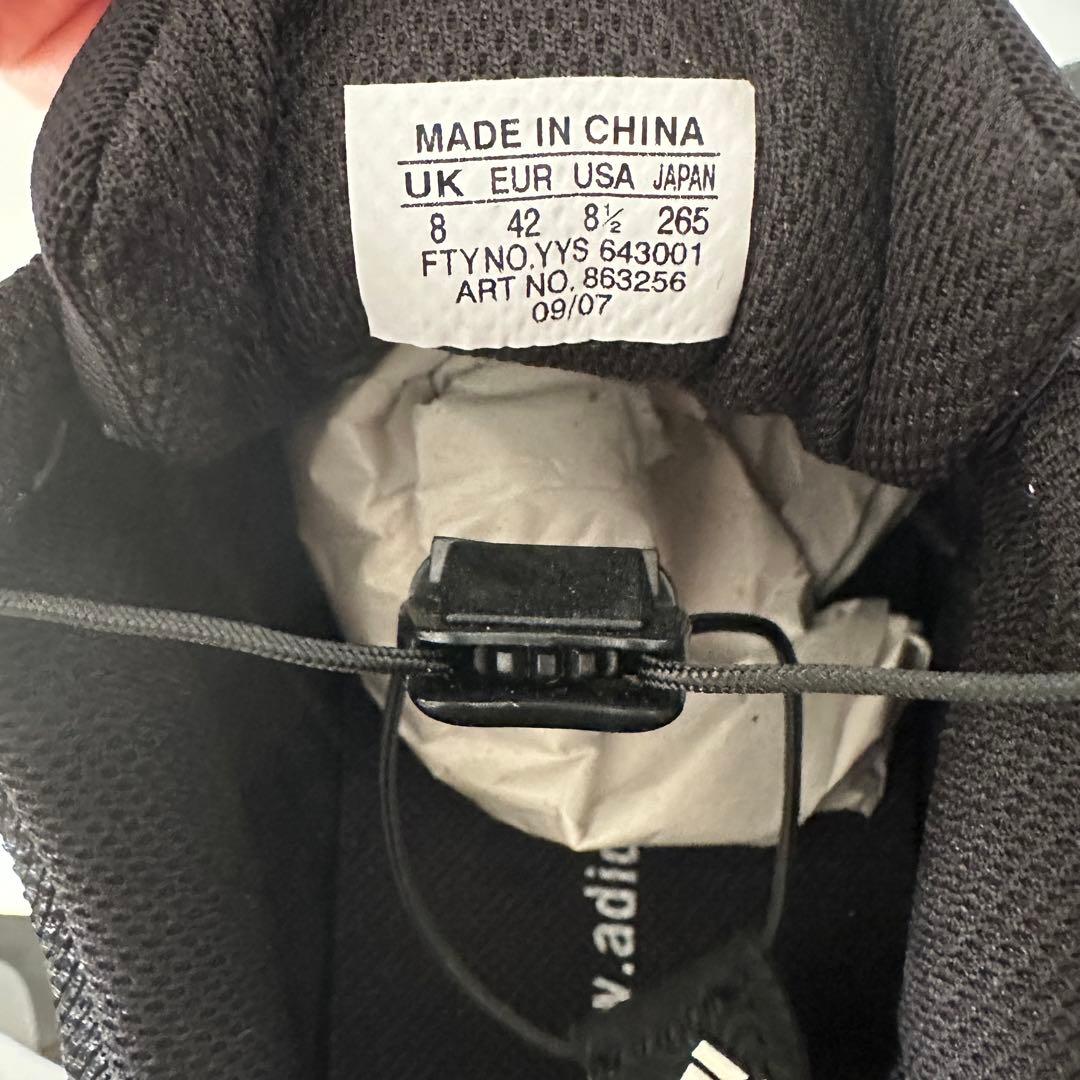 MADE IN CHINA
UK EUR USA JAPAN
8 42 8½ 265
FTY NO.YYS 643001
ART NO. 863256
09/07